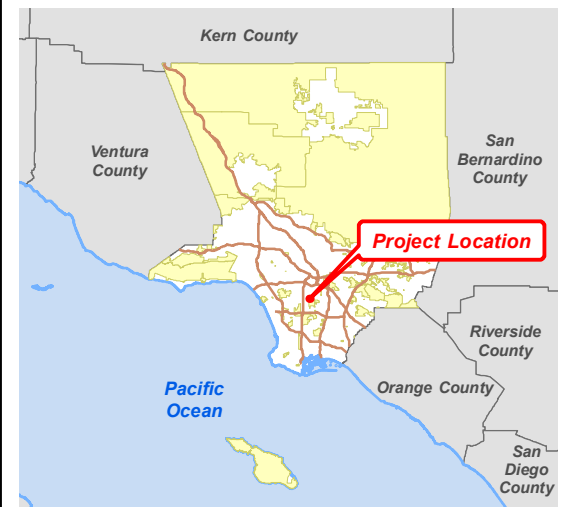 Kern County
Ventura
County
San
Bernardino
County
Project Location
Riverside
County
Orange County
Pacific
Ocean
San
Diego
County